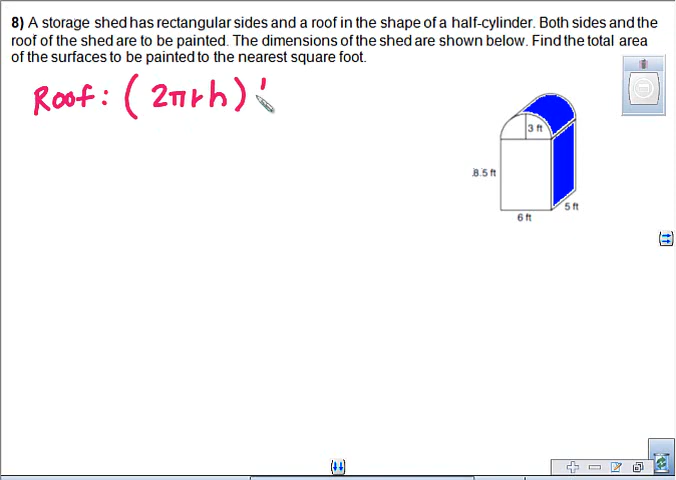 8) A storage shed has rectangular sides and a roof in the shape of a half-cylinder. Both sides and the
roof of the shed are to be painted. The dimensions of the shed are shown below. Find the total area
of the surfaces to be painted to the nearest square foot.
Roof: ( 2πrh) '
3 ft
8.5 ft
5 ft
6 ft